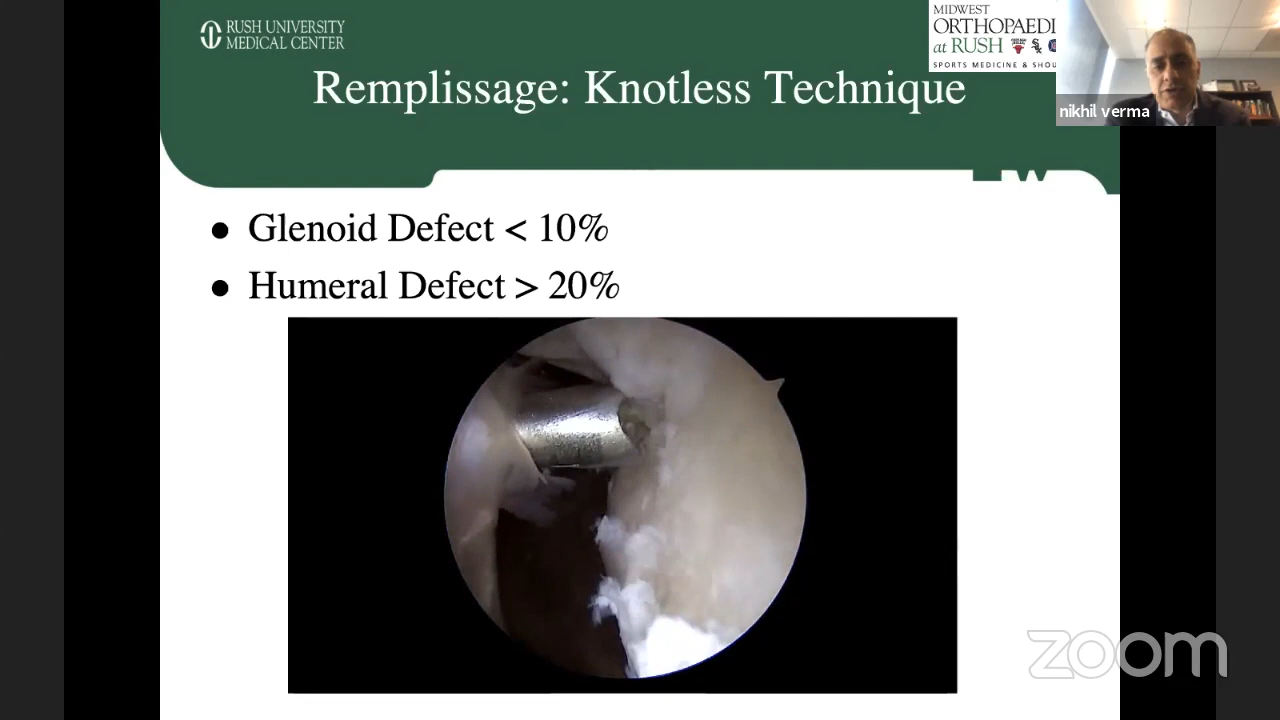 RUSH UNIVERSITY
MEDICAL CENTER
MIDWEST
ORTHOPAEDI
at RUSH
SPORTS MEDICINE & SHOU
nikhil verma
Remplissage: Knotless Technique
● Glenoid Defect < 10%
● Humeral Defect > 20%
zoom